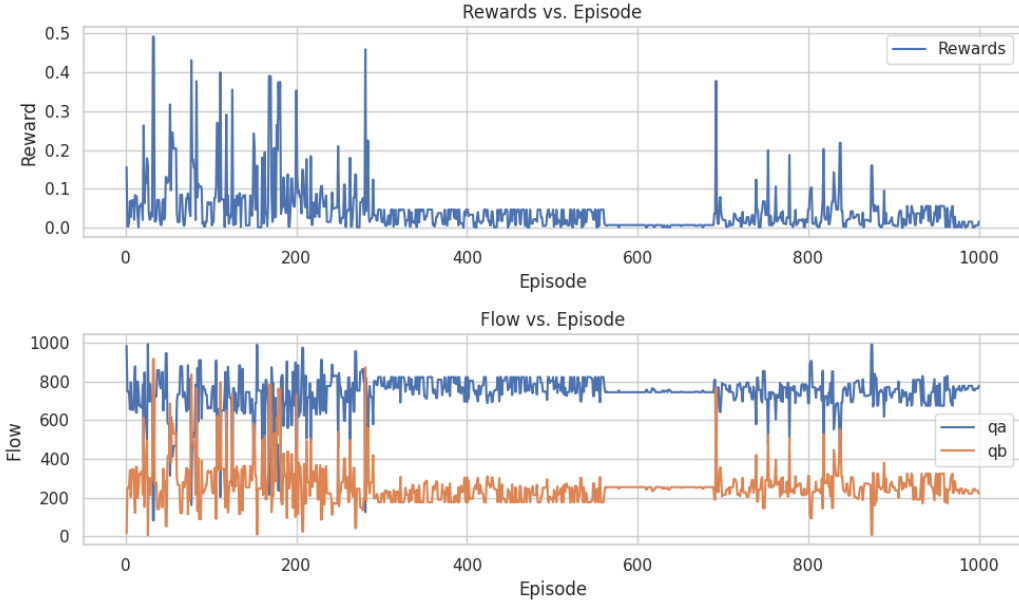 Rewards vs. Episode
0.5
0.4
0.3
0.2
0.1
0.0
Reward
Rewards
0 200 400 600 800 1000
Episode
Flow vs. Episode
1000
800
600
400
200
0
Flow
qa
qb
0 200 400 600 800 1000
Episode